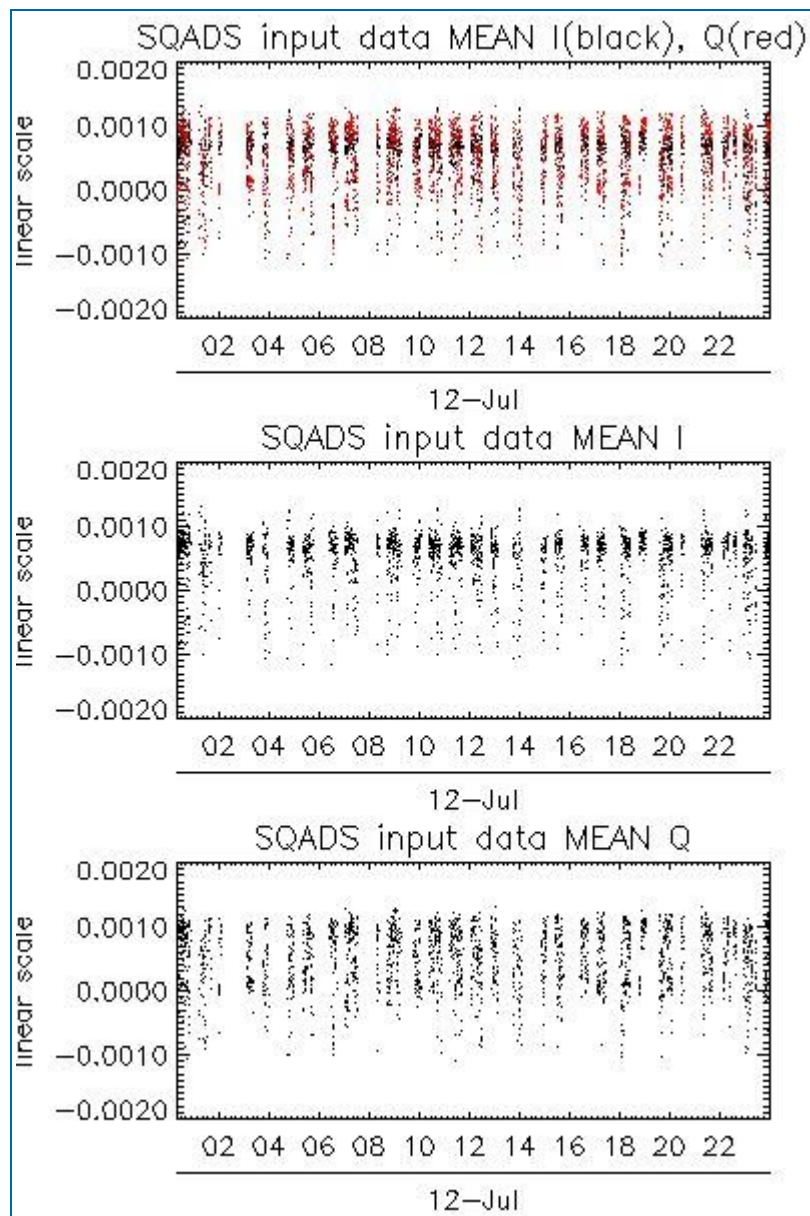 SQADS input data MEAN I(black), Q(red)
0.0020
0.0010
0.0000
−0.0010
−0.0020
linear scale
02 04 06 08 10 12 14 16 18 20 22
12−Jul
SQADS input data MEAN I
0.0020
0.0010
0.0000
−0.0010
−0.0020
linear scale
02 04 06 08 10 12 14 16 18 20 22
12−Jul
SQADS input data MEAN Q
0.0020
0.0010
0.0000
−0.0010
−0.0020
linear scale
02 04 06 08 10 12 14 16 18 20 22
12−Jul